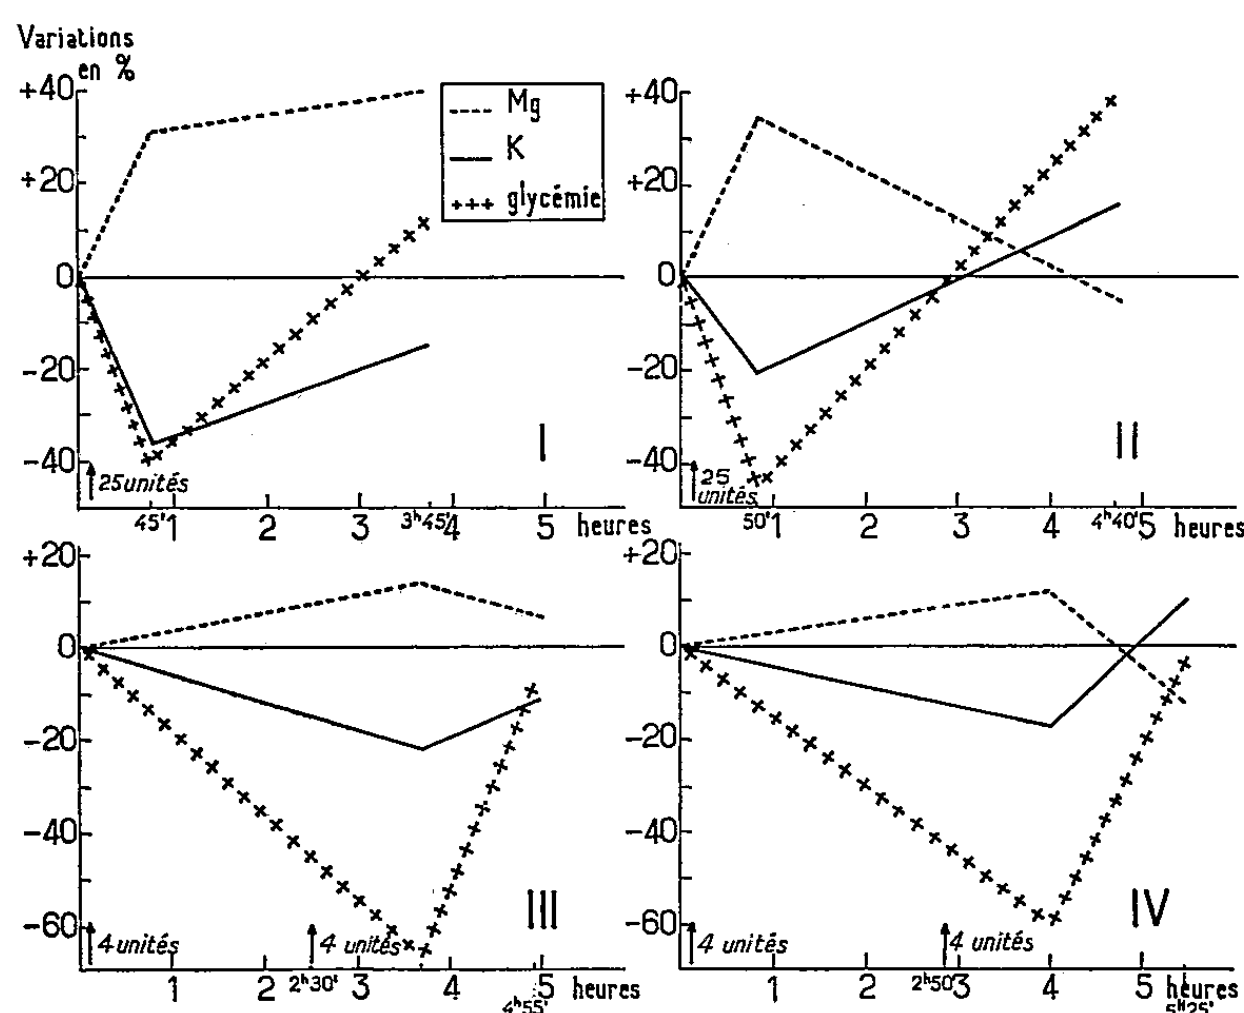 Variations
en %
+40
+20
0
-20
-40
Mg
K
+++ glycémie
I
25 unités
45' 1 2 3 3h45' 4 5 heures
+40
+20
0
-20
-40
II
25
unités
50' 1 2 3 4 4h40' 5 heures
+20
0
-20
-40
-60
III
4 unités
4 unités
1 2 2h30' 3 4 5 heures
4h55'
+20
0
-20
-40
-60
IV
4 unités
4 unités
1 2 2h50' 3 4 5 heures
5h25'